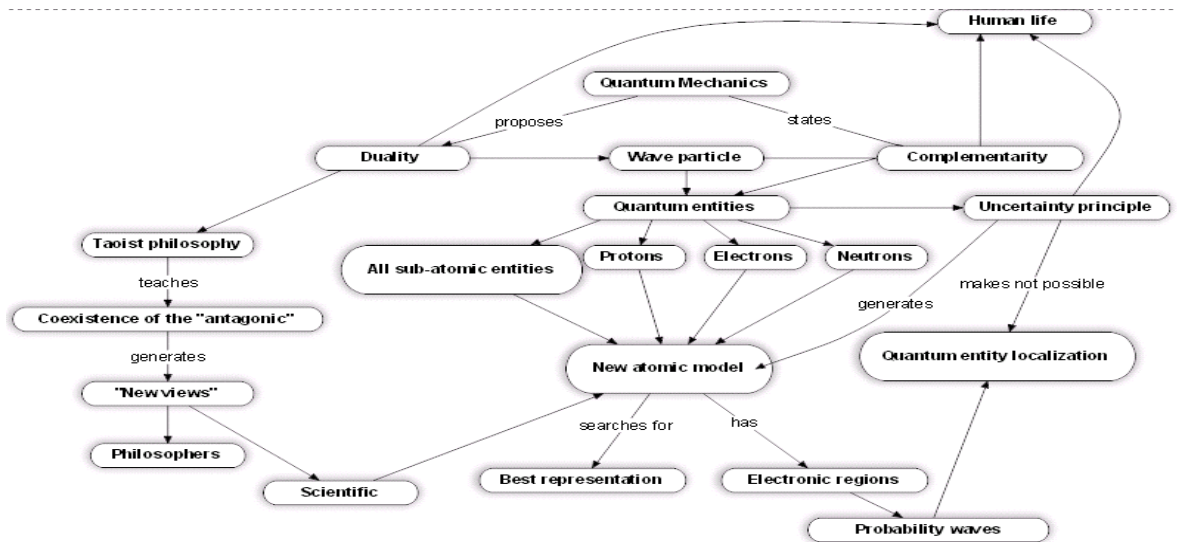 Human life
Quantum Mechanics
proposes
states
Duality
Wave particle
Complementarity
Quantum entities
Uncertainty principle
Taoist philosophy
All sub-atomic entities
Protons
Electrons
Neutrons
teaches
makes not possible
generates
Coexistence of the "antagonic"
generates
Quantum entity localization
New atomic model
"New views"
searches for
has
Philosophers
Best representation
Electronic regions
Scientific
Probability waves